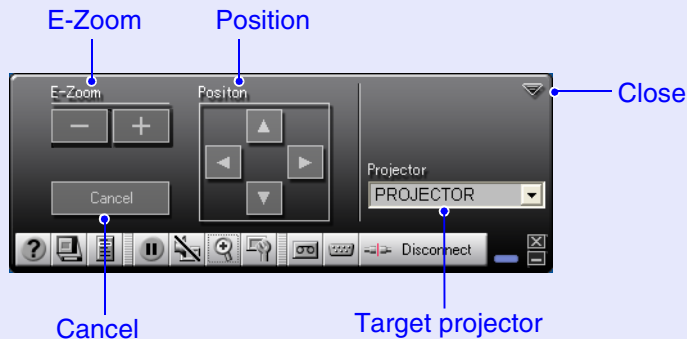 E-Zoom Position
E-Zoom Positon
Close
Projector
Cancel PROJECTOR
? Disconnect
Cancel Target projector